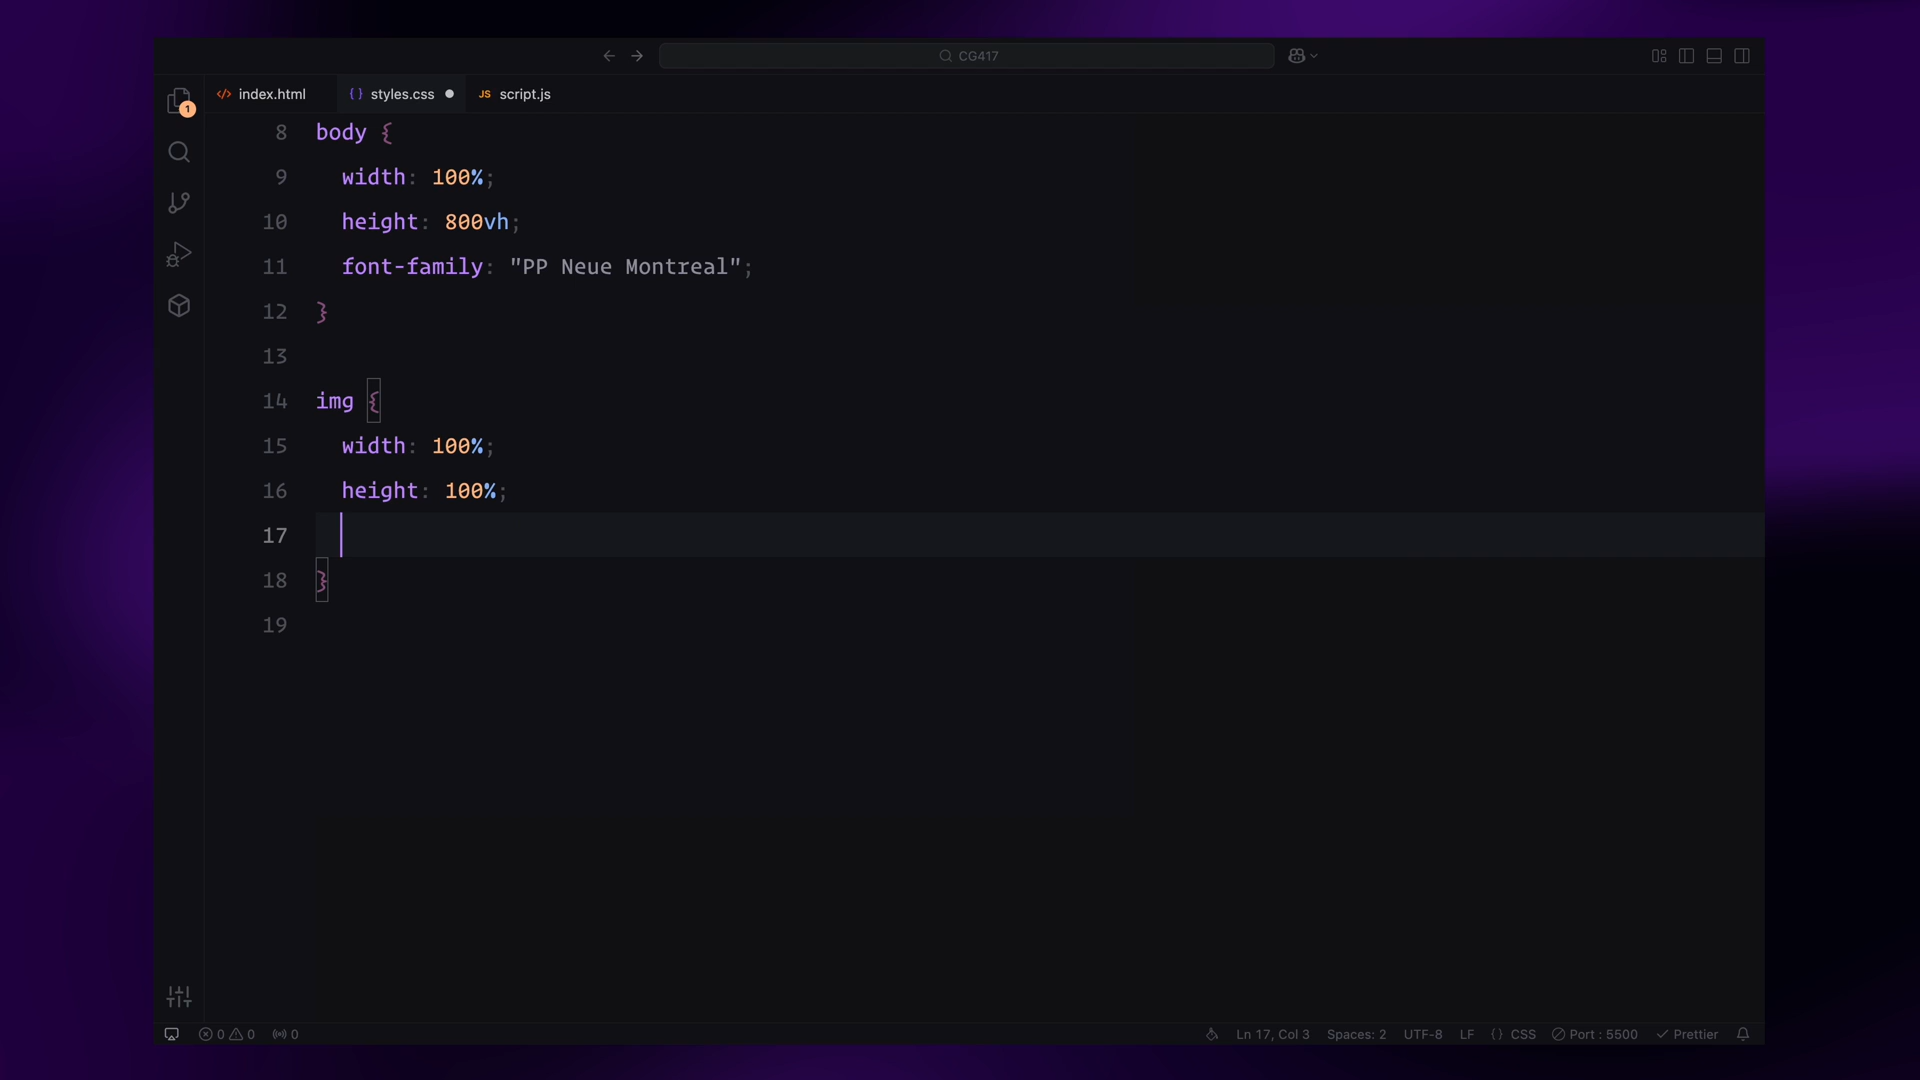 CG417
index.html
{ } styles.css
JS script.js
1
8 body {
9 width: 100%;
10 height: 800vh;
11 font-family: "PP Neue Montreal";
12 }
13
14 img {
15 width: 100%;
16 height: 100%;
17
18 }
19
0 0 0 Ln 17, Col 3 Spaces: 2 UTF-8 LF { } CSS Port : 5500 Prettier